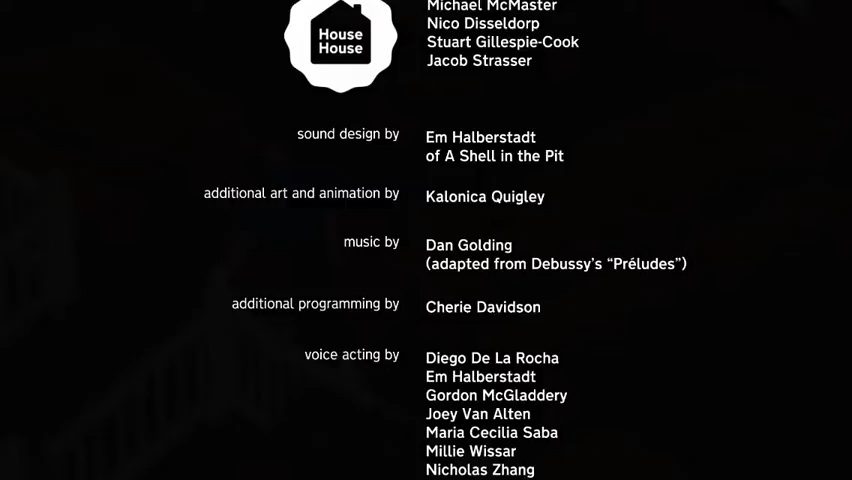 House
House
Michael McMaster
Nico Disseldorp
Stuart Gillespie-Cook
Jacob Strasser
sound design by
Em Halberstadt
of A Shell in the Pit
additional art and animation by
Kalonica Quigley
music by
Dan Golding
(adapted from Debussy's “Préludes”)
additional programming by
Cherie Davidson
voice acting by
Diego De La Rocha
Em Halberstadt
Gordon McGladdery
Joey Van Alten
Maria Cecilia Saba
Millie Wissar
Nicholas Zhang